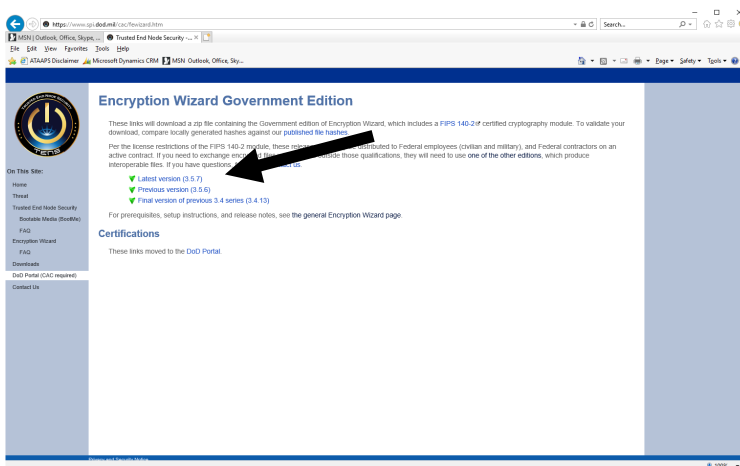 https://www.spi.dod.mil/cac/fewizard.htm
Search...
MSN | Outlook, Office, Skype, ...
Trusted End Node Security -...
File Edit View Favorites Tools Help
ATAAPS Disclaimer Microsoft Dynamics CRM MSN Outlook, Office, Sky...
Page Safety Tools
TRUSTED END NODE SECURITY
TENS
Encryption Wizard Government Edition
These links will download a zip file containing the Government edition of Encryption Wizard, which includes a FIPS 140-2 certified cryptography module. To validate your
download, compare locally generated hashes against our published file hashes.
Per the license restrictions of the FIPS 140-2 module, these distributed to Federal employees (civilian and military), and Federal contractors on an
active contract. If you need to exchange outside those qualifications, they will need to use one of the other editions, which produce
interoperable files. If you have questions, us.
Latest version (3.5.7)
Previous version (3.5.6)
Final version of previous 3.4 series (3.4.13)
For prerequisites, setup instructions, and release notes, see the general Encryption Wizard page.
Certifications
These links moved to the DoD Portal.
On This Site:
Home
Threat
Trusted End Node Security
Bootable Media (BootMe)
FAQ
Encryption Wizard
FAQ
Downloads
DoD Portal (CAC required)
Contact Us
Privacy and Security Notice
100%